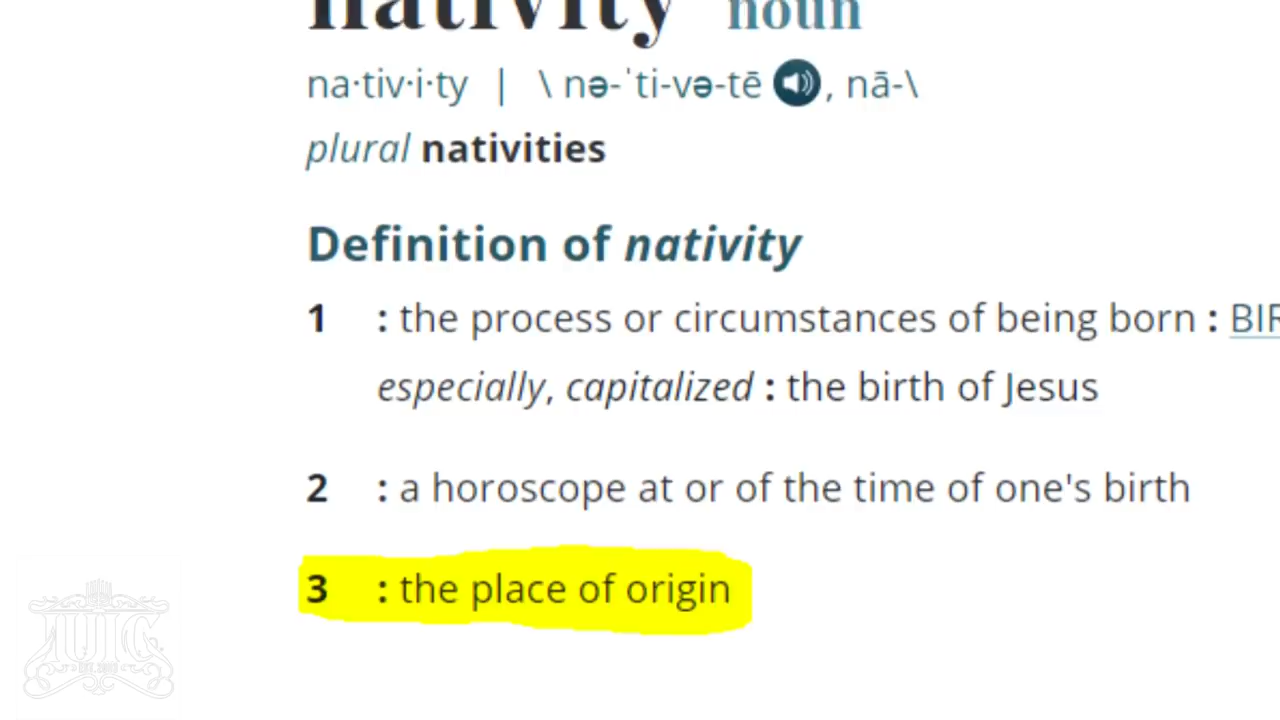 nativity noun
na·tiv·i·ty | \ nə-ˈti-və-tē , nā-\
plural nativities
Definition of nativity
1 : the process or circumstances of being born :
especially, capitalized : the birth of Jesus
2 : a horoscope at or of the time of one's birth
3 : the place of origin
IUIC